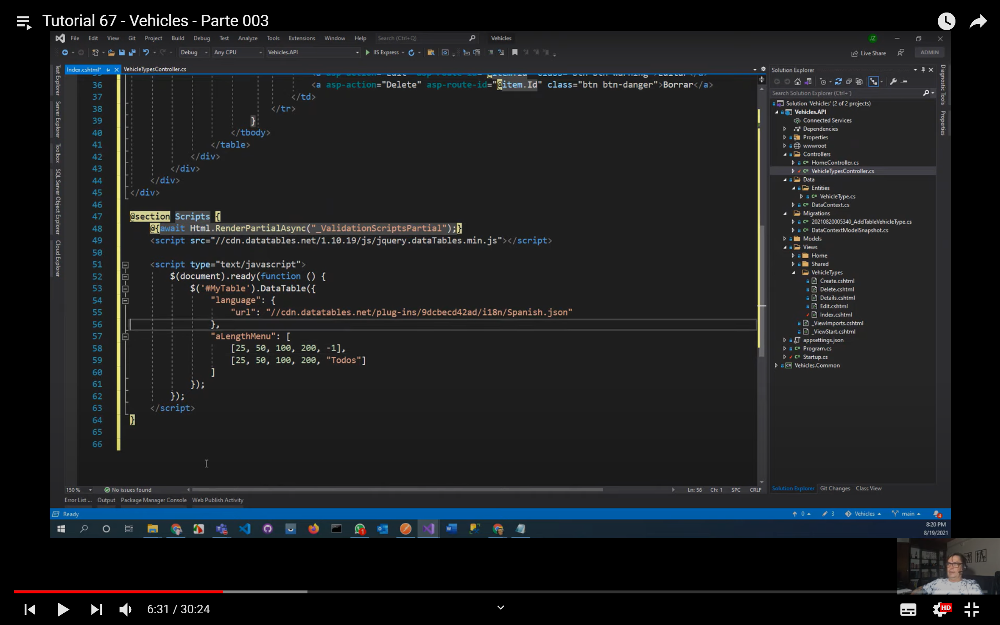 Tutorial 67 - Vehicles - Parte 003
File Edit View Git Project Build Debug Test Analyze Tools Extensions Window Help Search (Ctrl+Q) Vehicles JZ
Debug Any CPU Vehicles.API IIS Express Live Share ADMIN
Index.cshtml* VehicleTypesController.cs
Test Explorer
Server Explorer
Toolbox
SQL Server Object Explorer
Cloud Explorer
36 <a asp-action="Delete" asp-route-id="@item.Id" class="btn btn-danger">Borrar</a>
37 </td>
38 </tr>
39 }
40 </tbody>
41 </table>
42 </div>
43 </div>
44 </div>
45 </div>
46
47 @section Scripts {
48 @{await Html.RenderPartialAsync("_ValidationScriptsPartial");}
49 <script src="//cdn.datatables.net/1.10.19/js/jquery.dataTables.min.js"></script>
50
51 <script type="text/javascript">
52 $(document).ready(function () {
53 $('#MyTable').DataTable({
54 "language": {
55 "url": "//cdn.datatables.net/plug-ins/9dcbecd42ad/i18n/Spanish.json"
56 },
57 "aLengthMenu": [
58 [25, 50, 100, 200, -1],
59 [25, 50, 100, 200, "Todos"]
60 ]
61 });
62 });
63 </script>
64 }
65
66
150 % No issues found Ln: 56 Ch: 1 SPC CRLF
Error List ... Output Package Manager Console Web Publish Activity
Solution Explorer
Search Solution Explorer (Ctrl+´)
Solution 'Vehicles' (2 of 2 projects)
Vehicles.API
Connected Services
Dependencies
Properties
wwwroot
Controllers
HomeController.cs
VehicleTypesController.cs
Data
Entities
VehicleType.cs
DataContext.cs
Migrations
20210820005340_AddTableVehicleType.cs
DataContextModelSnapshot.cs
Models
Views
Home
Shared
VehicleTypes
Create.cshtml
Delete.cshtml
Details.cshtml
Edit.cshtml
Index.cshtml
_ViewImports.cshtml
_ViewStart.cshtml
appsettings.json
Program.cs
Startup.cs
Vehicles.Common
Solution Explorer Git Changes Class View
Diagnostic Tools
Properties
Ready 0 3 Vehicles main 4
8:20 PM
8/19/2021
6:31 / 30:24 HD